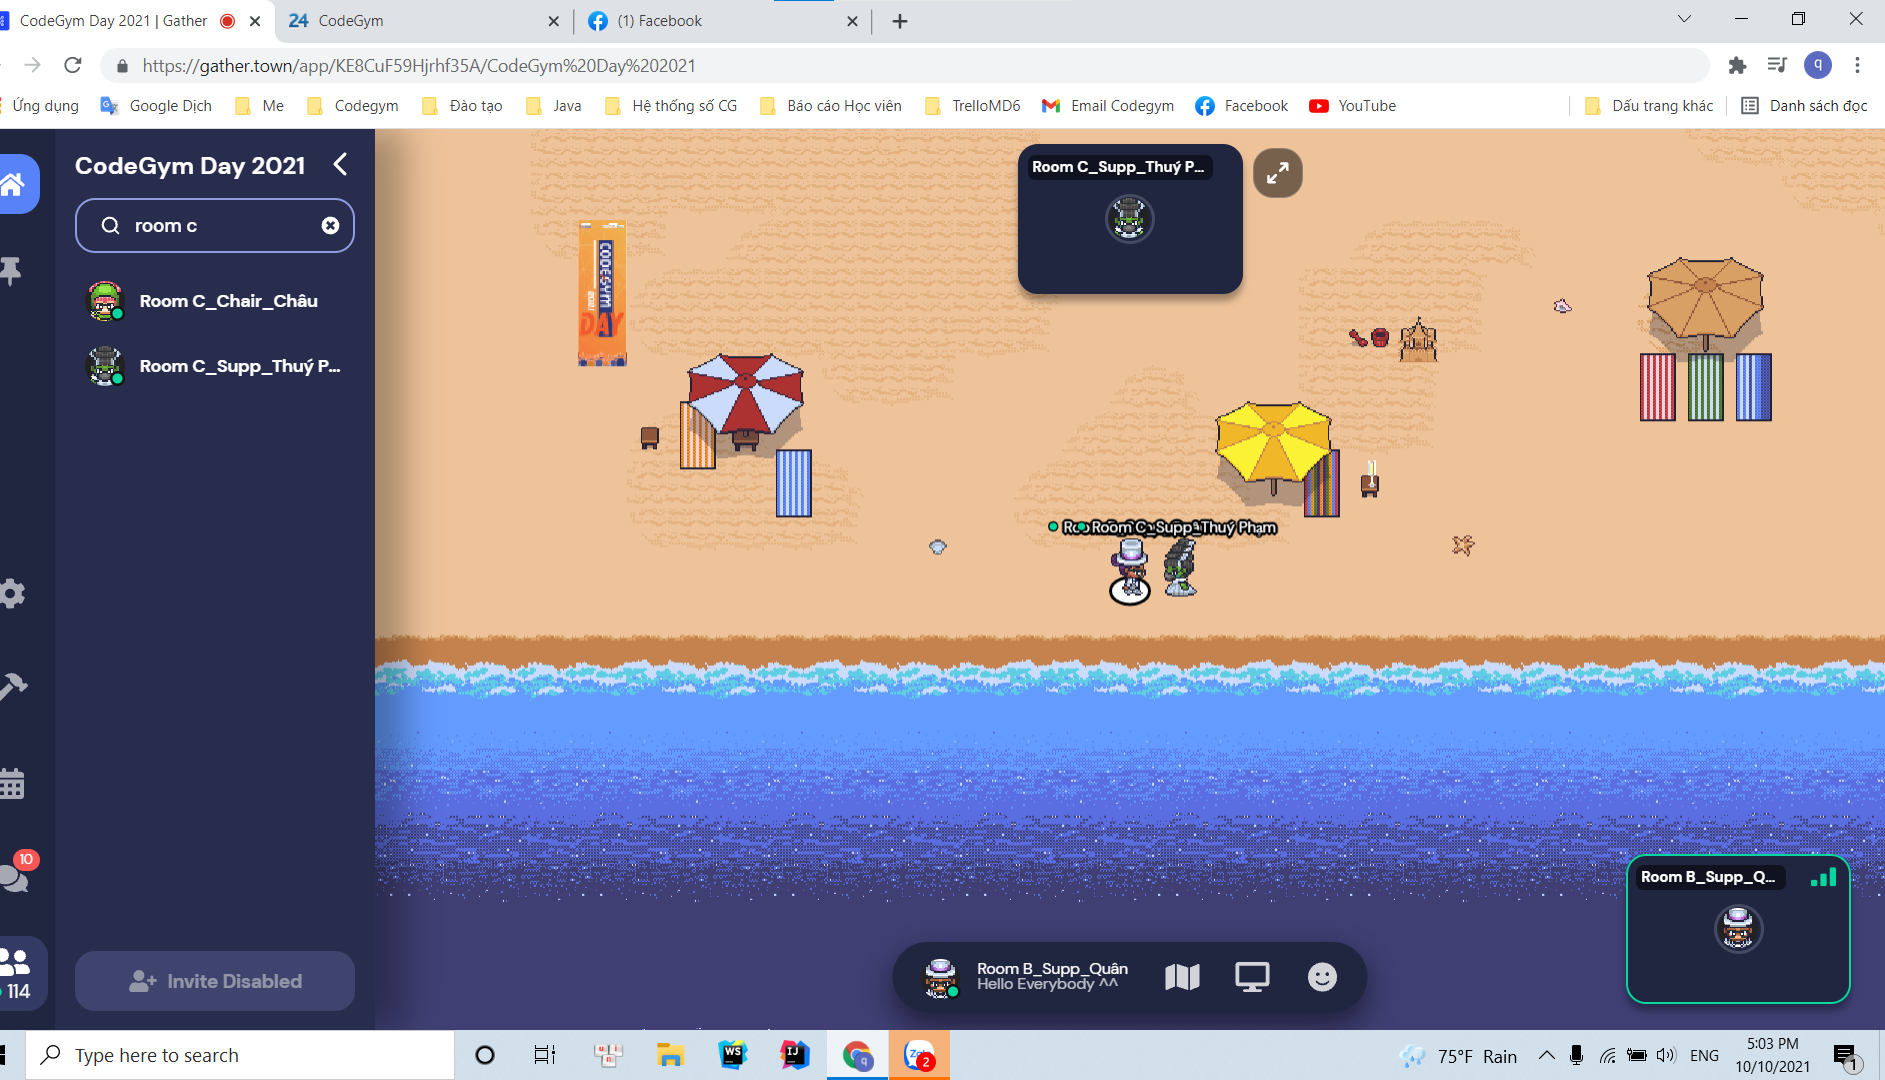 CodeGym Day 2021 | Gather
24 CodeGym
(1) Facebook
https://gather.town/app/KE8CuF59Hjrhf35A/CodeGym%20Day%202021
q
Ứng dụng
Google Dịch
Me
Codegym
Đào tạo
Java
Hệ thống số CG
Báo cáo Học viên
TrelloMD6
Email Codegym
Facebook
YouTube
Dấu trang khác
Danh sách đọc
CodeGym Day 2021
room c
Room C_Chair_Châu
Room C_Supp_Thuý P...
Room C_Supp_Thuý P...
CODEGYM
DAY
Room C_Supp_Thuý Phạm
10
114
Invite Disabled
Room B_Supp_Quân
Hello Everybody ^^
Room B_Supp_Q...
Type here to search
WS
IJ
q
2
75°F Rain
ENG
5:03 PM
10/10/2021
1